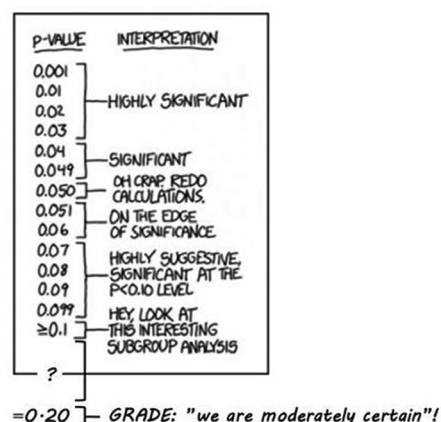 P-VALUE INTERPRETATION
0.001
0.01
0.02
0.03
HIGHLY SIGNIFICANT
0.04
0.049
SIGNIFICANT
0.050
OH CRAP. REDO
CALCULATIONS.
0.051
0.06
ON THE EDGE
OF SIGNIFICANCE
0.07
0.08
0.09
0.099
HIGHLY SUGGESTIVE,
SIGNIFICANT AT THE
P<0.10 LEVEL
≥0.1
HEY, LOOK AT
THIS INTERESTING
SUBGROUP ANALYSIS
?
=0.20 GRADE: "we are moderately certain"!